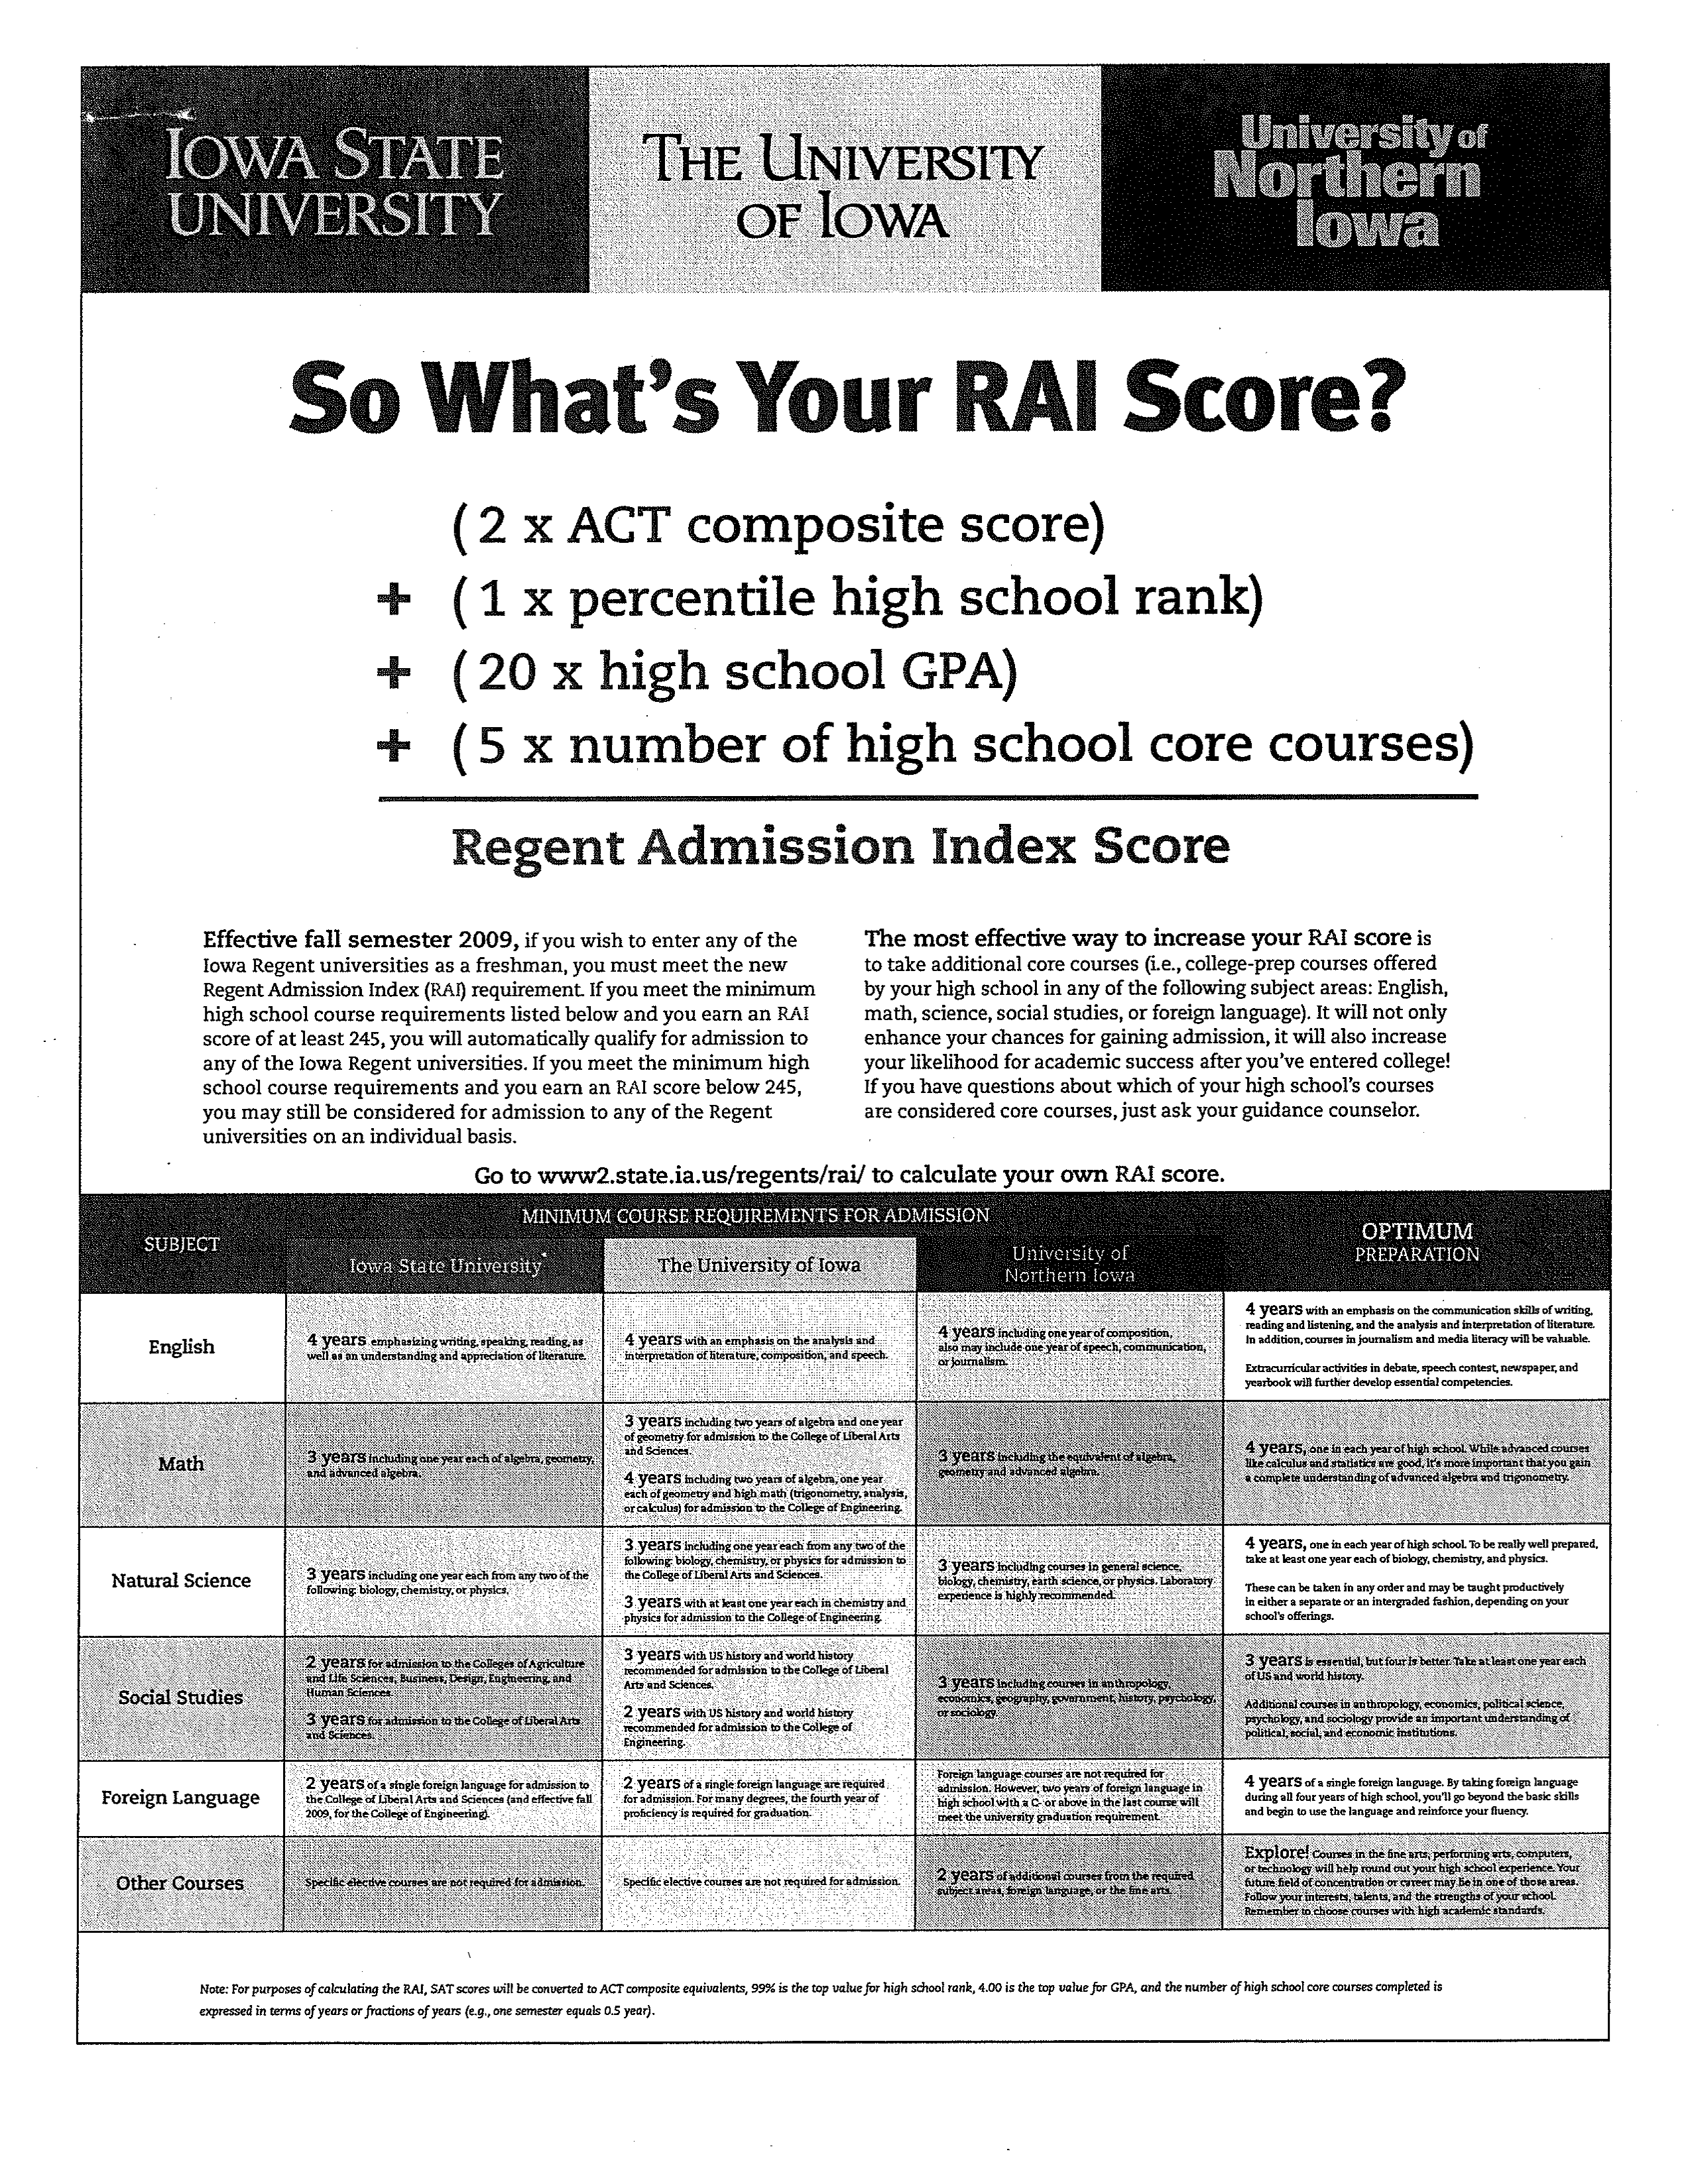 IOWA STATE
UNIVERSITY
THE UNIVERSITY
OF IOWA
University of
Northern
Iowa
So What's Your RAI Score?
(2 x ACT composite score)
+ (1 x percentile high school rank)
+ (20 x high school GPA)
+ (5 x number of high school core courses)
Regent Admission Index Score
Effective fall semester 2009, if you wish to enter any of the
Iowa Regent universities as a freshman, you must meet the new
Regent Admission Index (RAI) requirement. If you meet the minimum
high school course requirements listed below and you earn an RAI
score of at least 245, you will automatically qualify for admission to
any of the Iowa Regent universities. If you meet the minimum high
school course requirements and you earn an RAI score below 245,
you may still be considered for admission to any of the Regent
universities on an individual basis.
The most effective way to increase your RAI score is
to take additional core courses (i.e., college-prep courses offered
by your high school in any of the following subject areas: English,
math, science, social studies, or foreign language). It will not only
enhance your chances for gaining admission, it will also increase
your likelihood for academic success after you've entered college!
If you have questions about which of your high school's courses
are considered core courses, just ask your guidance counselor.
Go to www2.state.ia.us/regents/rai/ to calculate your own RAI score.
SUBJECT
MINIMUM COURSE REQUIREMENTS FOR ADMISSION
Iowa State University
The University of Iowa
University of
Northern Iowa
OPTIMUM
PREPARATION
English
4 years emphasizing writing, speaking, reading, as
well as an understanding and appreciation of literature.
4 years with an emphasis on the analysis and
interpretation of literature, composition, and speech.
4 years including one year of composition,
also may include one year of speech, communication,
or journalism.
4 years with an emphasis on the communication skills of writing,
reading and listening, and the analysis and interpretation of literature.
In addition, courses in journalism and media literacy will be valuable.
Extracurricular activities in debate, speech contest, newspaper, and
yearbook will further develop essential competencies.
Math
3 years including one year each of algebra, geometry,
and advanced algebra.
3 years including two years of algebra and one year
of geometry for admission to the College of Liberal Arts
and Sciences.
4 years including two years of algebra, one year
each of geometry and high math (trigonometry, analysis,
or calculus) for admission to the College of Engineering.
3 years including the equivalent of algebra,
geometry and advanced algebra.
4 years, one in each year of high school. While advanced courses
like calculus and statistics are good, it's more important that you gain
a complete understanding of advanced algebra and trigonometry.
Natural Science
3 years including one year each from any two of the
following: biology, chemistry, or physics.
3 years including one year each from any two of the
following: biology, chemistry, or physics for admission to
the College of Liberal Arts and Sciences.
3 years with at least one year each in chemistry and
physics for admission to the College of Engineering.
3 years including courses in general science,
biology, chemistry, earth science, or physics. Laboratory
experience is highly recommended.
4 years, one in each year of high school. To be really well prepared,
take at least one year each of biology, chemistry, and physics.
These can be taken in any order and may be taught productively
in either a separate or an intergraded fashion, depending on your
school's offerings.
Social Studies
2 years for admission to the Colleges of Agriculture
and Life Sciences, Business, Design, Engineering, and
Human Sciences.
3 years for admission to the College of Liberal Arts
and Sciences.
3 years with US history and world history
recommended for admission to the College of Liberal
Arts and Sciences.
2 years with US history and world history
recommended for admission to the College of
Engineering.
3 years including courses in anthropology,
economics, geography, government, history, psychology,
or sociology.
3 years is essential, but four is better. Take at least one year each
of US and world history.
Additional courses in anthropology, economics, political science,
psychology, and sociology provide an important understanding of
political, social, and economic institutions.
Foreign Language
2 years of a single foreign language for admission to
the College of Liberal Arts and Sciences (and effective fall
2009, for the College of Engineering).
2 years of a single foreign language are required
for admission. For many degrees, the fourth year of
proficiency is required for graduation.
Foreign language courses are not required for
admission. However, two years of foreign language in
high school with a C- or above in the last course will
meet the university graduation requirement.
4 years of a single foreign language. By taking foreign language
during all four years of high school, you'll go beyond the basic skills
and begin to use the language and reinforce your fluency.
Other Courses
Specific elective courses are not required for admission.
Specific elective courses are not required for admission.
2 years of additional courses from the required
subject areas, foreign language, or the fine arts.
Explore! Courses in the fine arts, performing arts, computers,
or technology will help round out your high school experience. Your
future field of concentration or career may be in one of those areas.
Follow your interests, talents, and the strengths of your school.
Remember to choose courses with high academic standards.
Note: For purposes of calculating the RAI, SAT scores will be converted to ACT composite equivalents, 99% is the top value for high school rank, 4.00 is the top value for GPA, and the number of high school core courses completed is
expressed in terms of years or fractions of years (e.g., one semester equals 0.5 year).